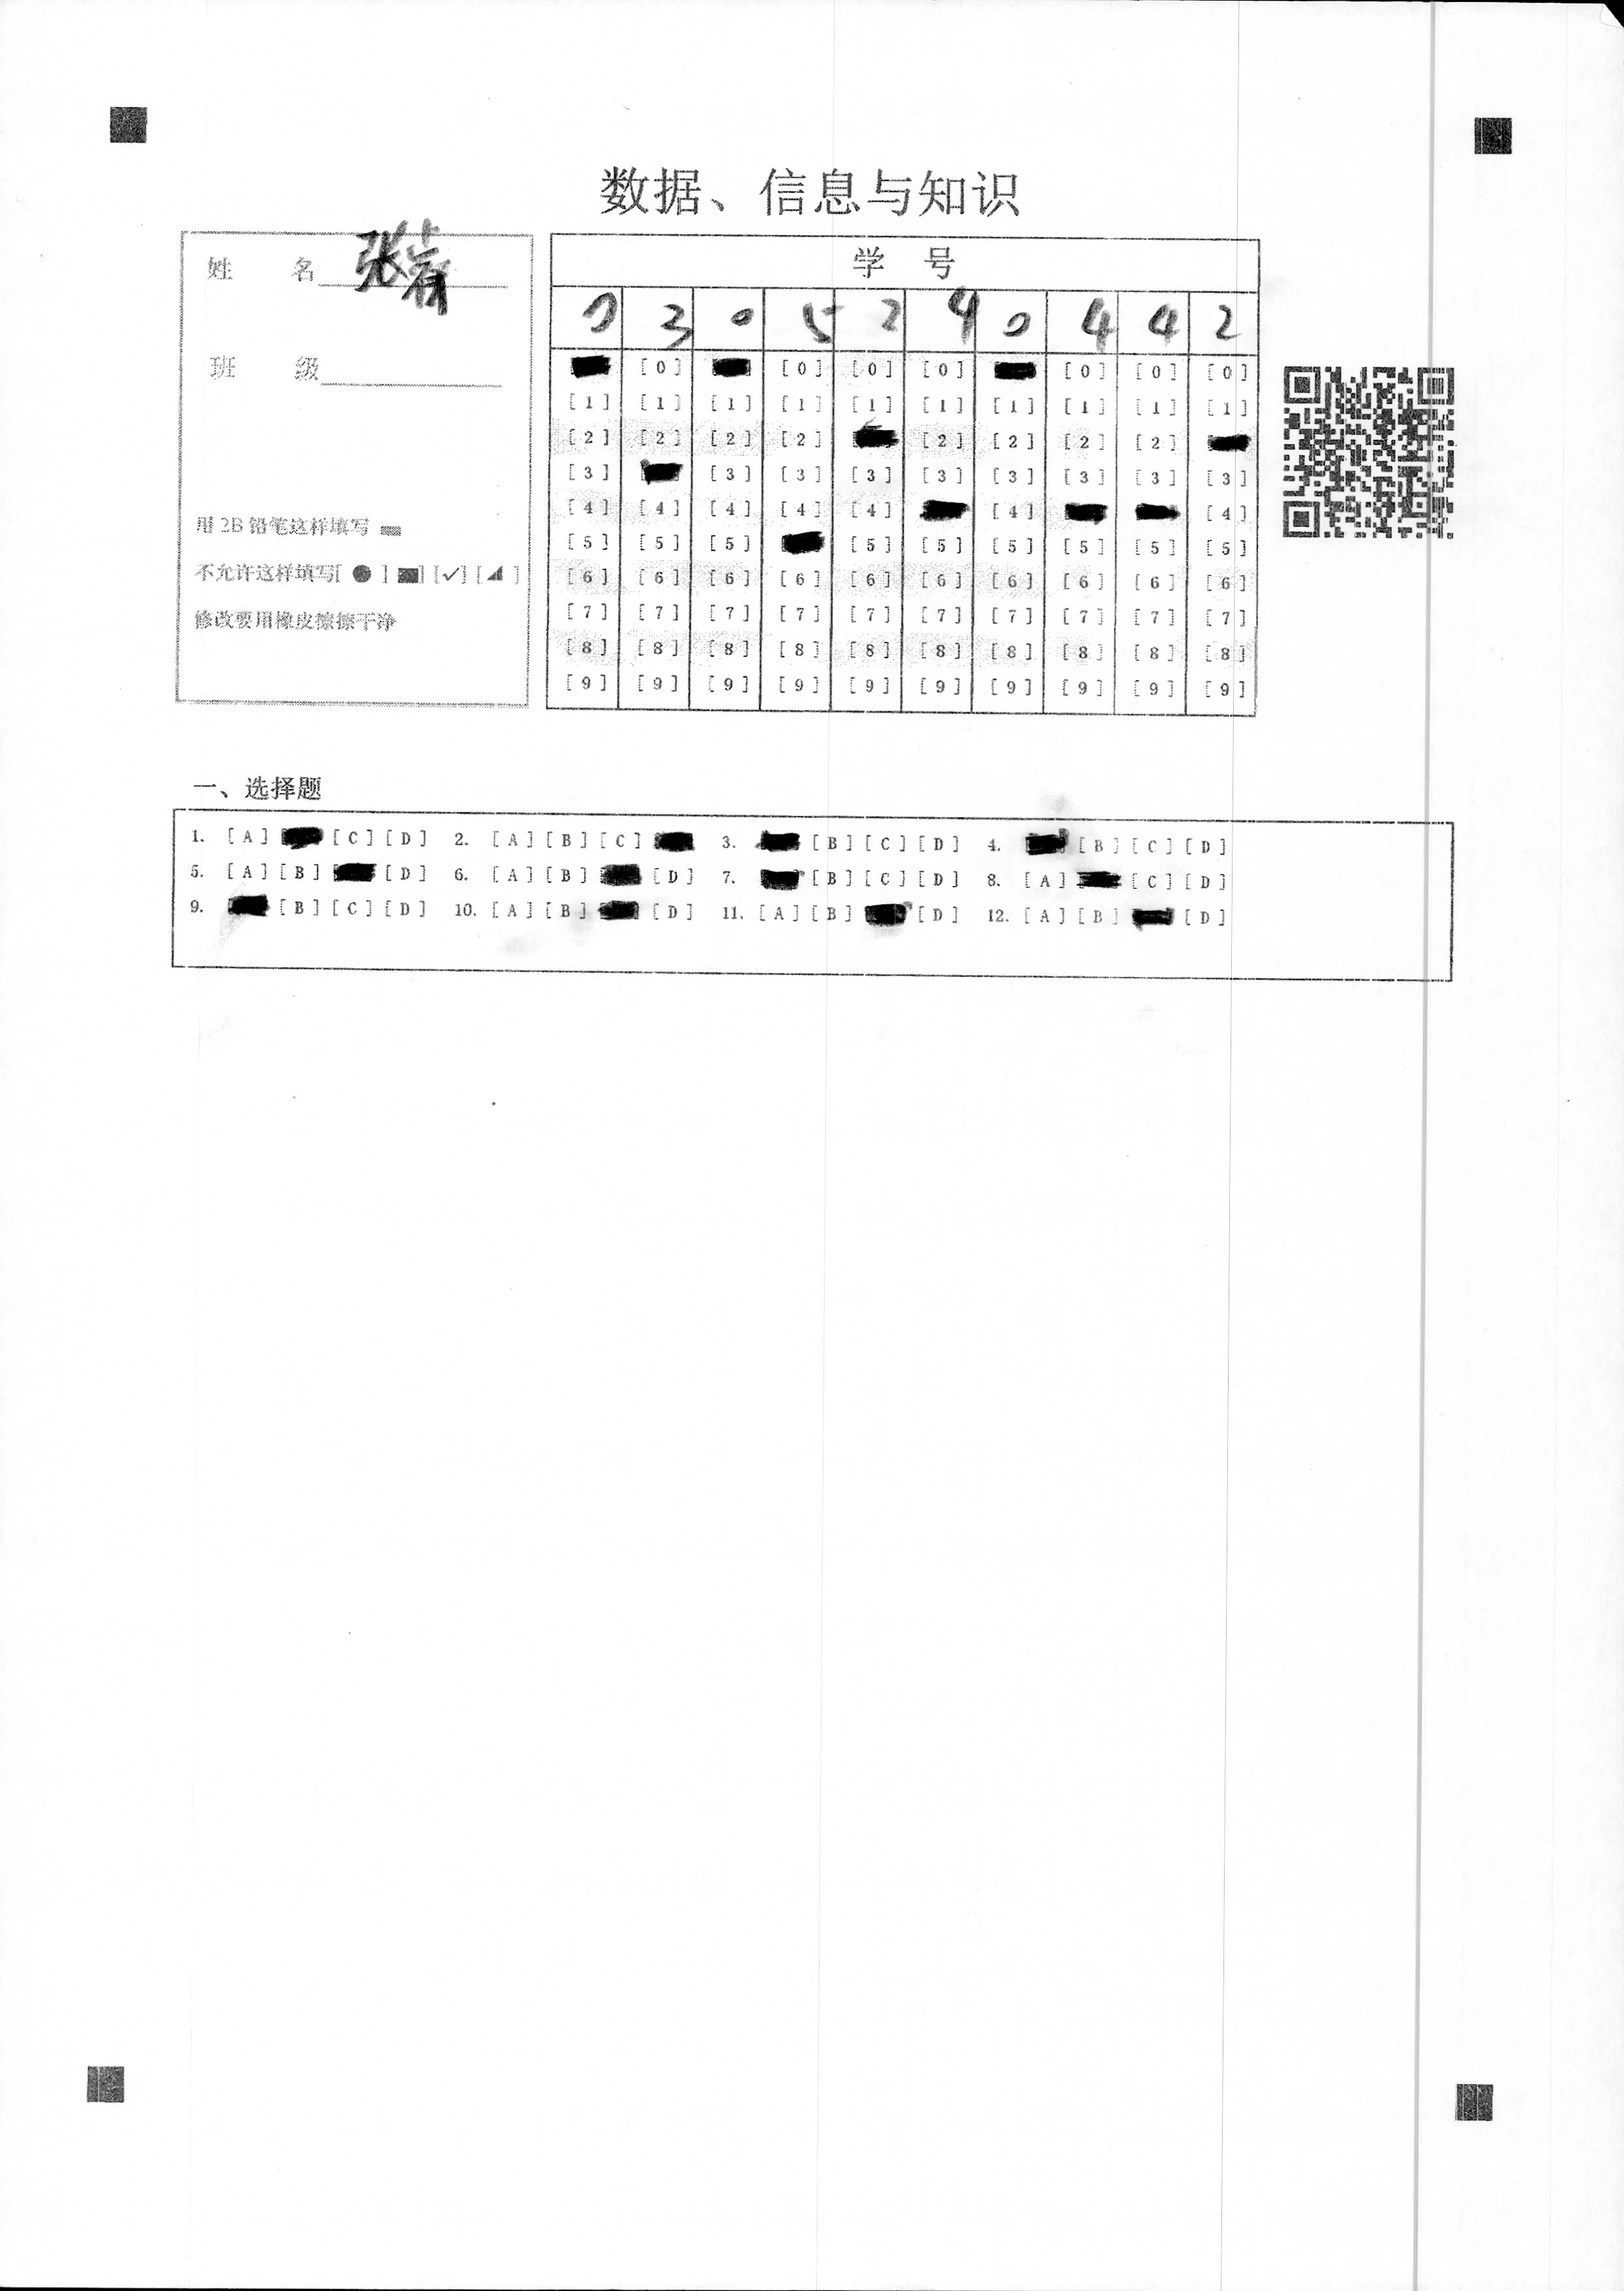 数据、信息与知识
姓 名 张
班 级
用 2B 铅笔这样填写
不允许这样填写[ ● ] [■] [✓] [◢ ]
修改要用橡皮擦擦干净
学 号
0 3 0 5 2 4 0 4 4 2
[0] [0] [0] [0] [0] [0] [0]
[1] [1] [1] [1] [1] [1] [1] [1] [1] [1]
[2] [2] [2] [2] [2] [2] [2] [2]
[3] [3] [3] [3] [3] [3] [3] [3] [3]
[4] [4] [4] [4] [4] [4] [4]
[5] [5] [5] [5] [5] [5] [5] [5] [5]
[6] [6] [6] [6] [6] [6] [6] [6] [6] [6]
[7] [7] [7] [7] [7] [7] [7] [7] [7] [7]
[8] [8] [8] [8] [8] [8] [8] [8] [8] [8]
[9] [9] [9] [9] [9] [9] [9] [9] [9] [9]
一、选择题
1. [A] [C] [D] 2. [A] [B] [C] 3. [B] [C] [D] 4. [B] [C] [D]
5. [A] [B] [D] 6. [A] [B] [D] 7. [B] [C] [D] 8. [A] [C] [D]
9. [B] [C] [D] 10. [A] [B] [D] 11. [A] [B] [D] 12. [A] [B] [D]